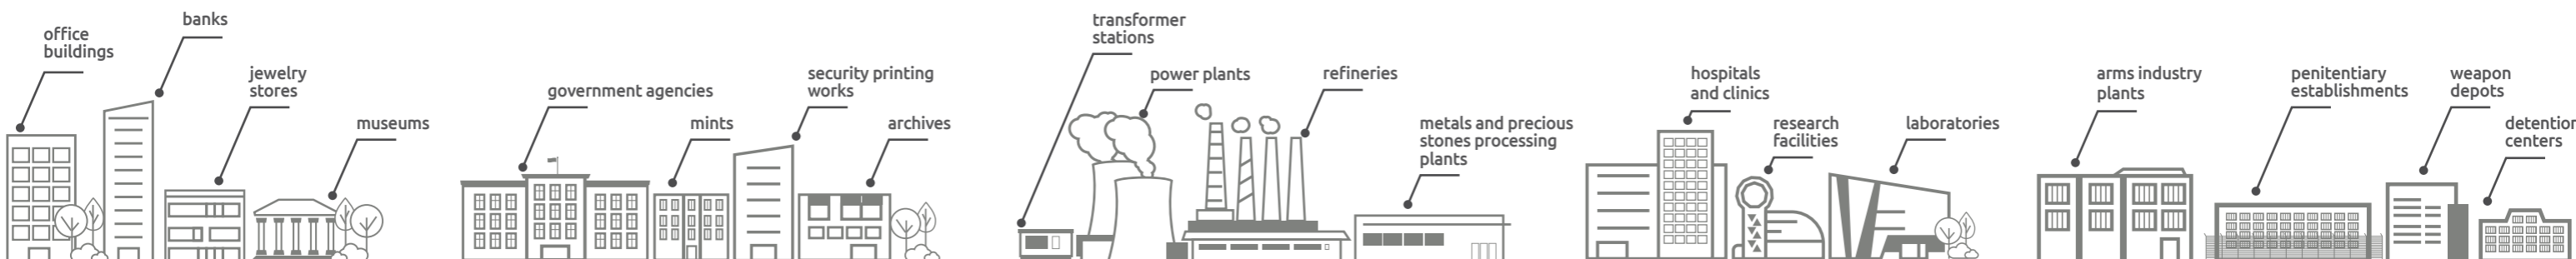 office
buildings
banks
jewelry
stores
museums
government agencies
mints
security printing
works
archives
transformer
stations
power plants
refineries
metals and precious
stones processing
plants
hospitals
and clinics
research
facilities
laboratories
arms industry
plants
penitentiary
establishments
weapon
depots
detention
centers